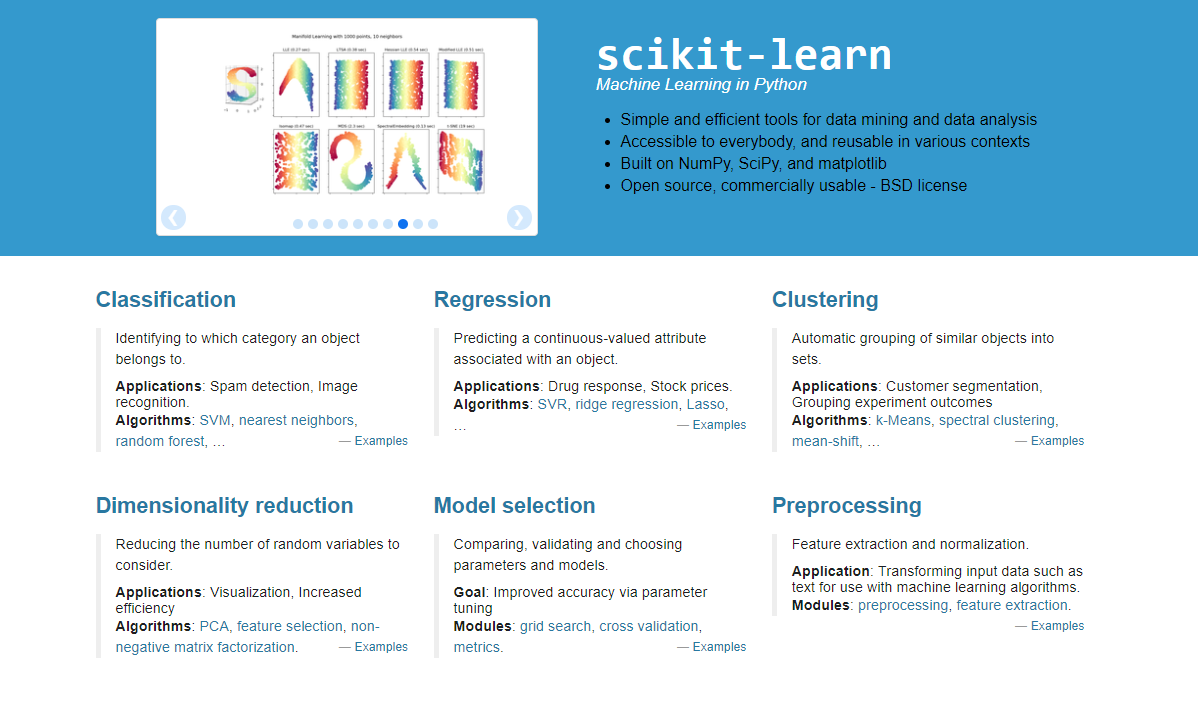 Manifold Learning with 1000 points, 10 neighbors
LLE (0.27 sec)
LTSA (0.38 sec)
Hessian LLE (0.54 sec)
Modified LLE (0.51 sec)
Isomap (0.47 sec)
MDS (2.3 sec)
SpectralEmbedding (0.13 sec)
t-SNE (19 sec)
scikit-learn
Machine Learning in Python
Simple and efficient tools for data mining and data analysis
Accessible to everybody, and reusable in various contexts
Built on NumPy, SciPy, and matplotlib
Open source, commercially usable - BSD license
Classification
Identifying to which category an object
belongs to.
Applications: Spam detection, Image
recognition.
Algorithms: SVM, nearest neighbors,
random forest, …
— Examples
Regression
Predicting a continuous-valued attribute
associated with an object.
Applications: Drug response, Stock prices.
Algorithms: SVR, ridge regression, Lasso,
…
— Examples
Clustering
Automatic grouping of similar objects into
sets.
Applications: Customer segmentation,
Grouping experiment outcomes
Algorithms: k-Means, spectral clustering,
mean-shift, …
— Examples
Dimensionality reduction
Reducing the number of random variables to
consider.
Applications: Visualization, Increased
efficiency
Algorithms: PCA, feature selection, non-
negative matrix factorization.
— Examples
Model selection
Comparing, validating and choosing
parameters and models.
Goal: Improved accuracy via parameter
tuning
Modules: grid search, cross validation,
metrics.
— Examples
Preprocessing
Feature extraction and normalization.
Application: Transforming input data such as
text for use with machine learning algorithms.
Modules: preprocessing, feature extraction.
— Examples